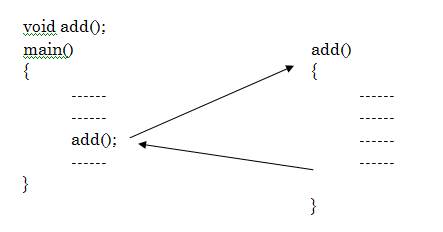 void add();
main()
{
------
------
add();
------
}
add()
{
------
------
------
------
}